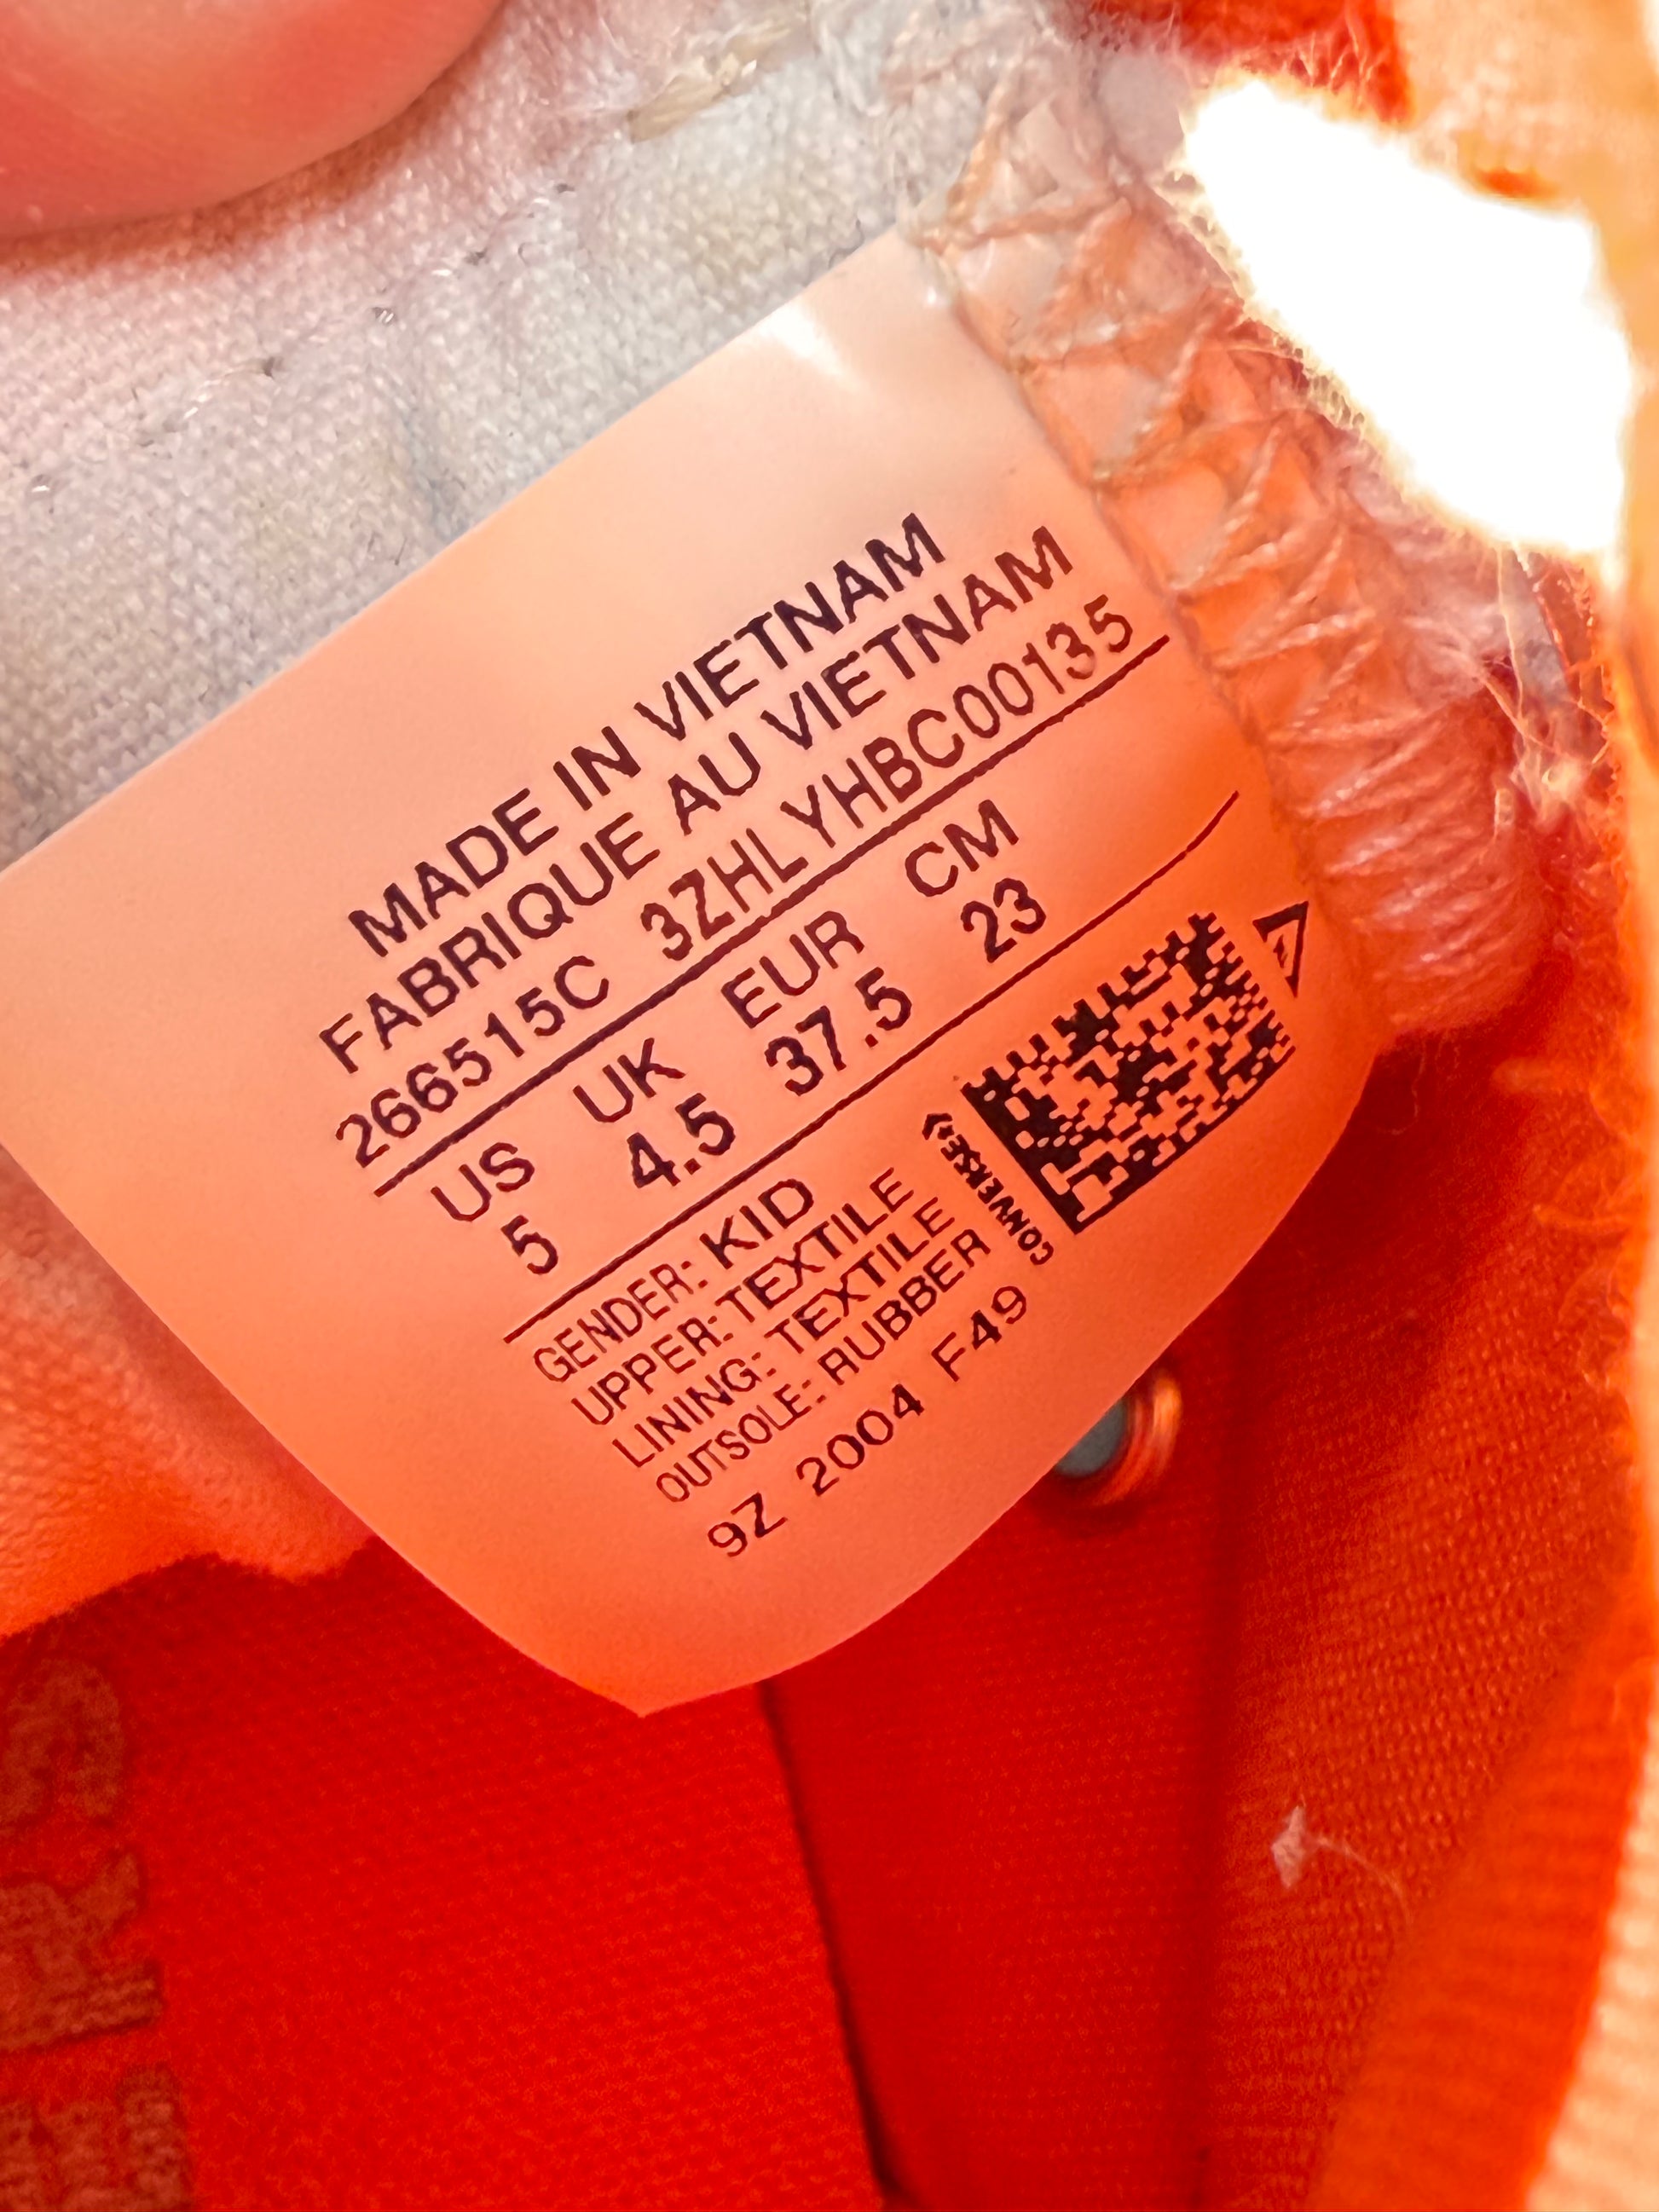 MADE IN VIETNAM
FABRIQUE AU VIETNAM
266515C 3ZHLYHBC00135
US UK EUR CM
5 4.5 37.5 23
GENDER: KID
UPPER: TEXTILE
LINING: TEXTILE
OUTSOLE: RUBBER
CONVERSE
9Z 2004 F49